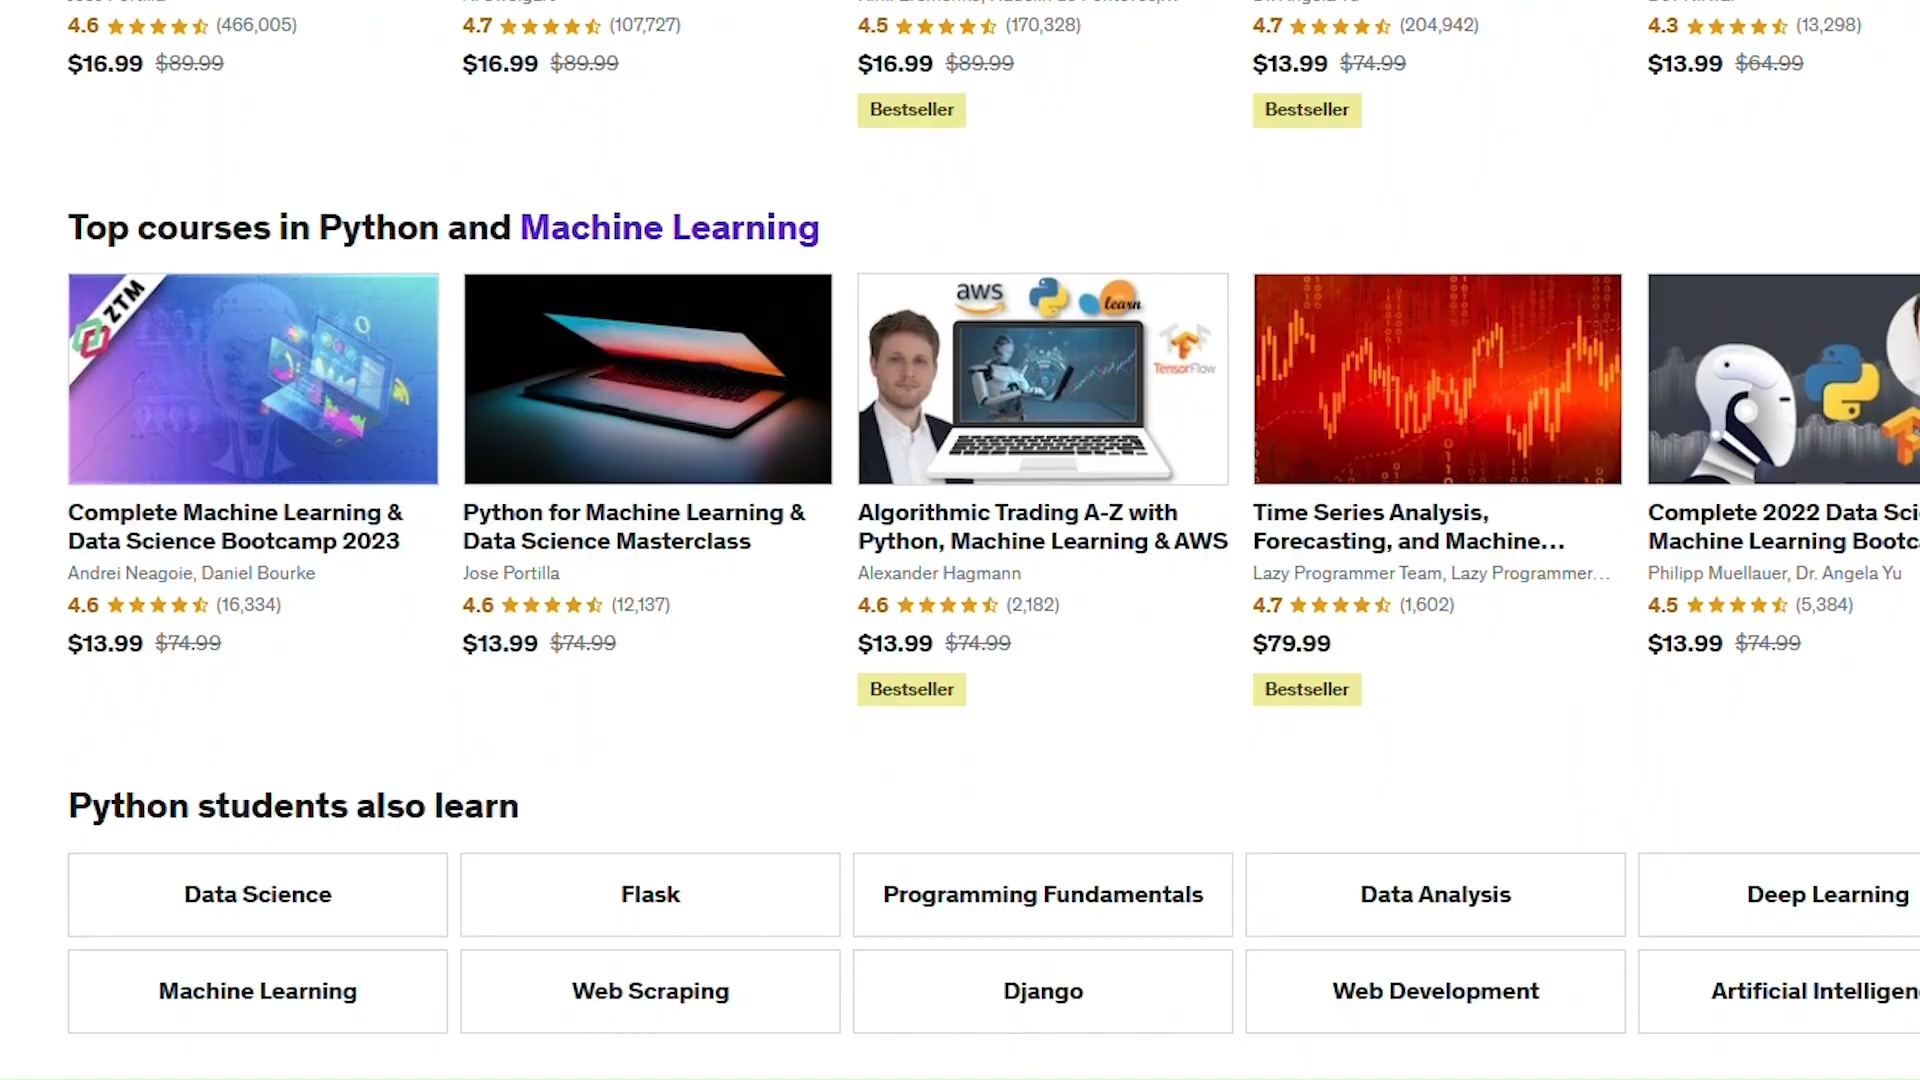 4.6 (466,005)
$16.99 $89.99
4.7 (107,727)
$16.99 $89.99
4.5 (170,328)
$16.99 $89.99
Bestseller
4.7 (204,942)
$13.99 $74.99
Bestseller
4.3 (13,298)
$13.99 $64.99
Top courses in Python and Machine Learning
ZTM
Complete Machine Learning &
Data Science Bootcamp 2023
Andrei Neagoie, Daniel Bourke
4.6 (16,334)
$13.99 $74.99
Python for Machine Learning &
Data Science Masterclass
Jose Portilla
4.6 (12,137)
$13.99 $74.99
aws
learn
TensorFlow
Algorithmic Trading A-Z with
Python, Machine Learning & AWS
Alexander Hagmann
4.6 (2,182)
$13.99 $74.99
Bestseller
Time Series Analysis,
Forecasting, and Machine...
Lazy Programmer Team, Lazy Programmer...
4.7 (1,602)
$79.99
Bestseller
Complete 2022 Data Sci
Machine Learning Bootc
Philipp Muellauer, Dr. Angela Yu
4.5 (5,384)
$13.99 $74.99
Python students also learn
Data Science
Flask
Programming Fundamentals
Data Analysis
Deep Learning
Machine Learning
Web Scraping
Django
Web Development
Artificial Intelligen